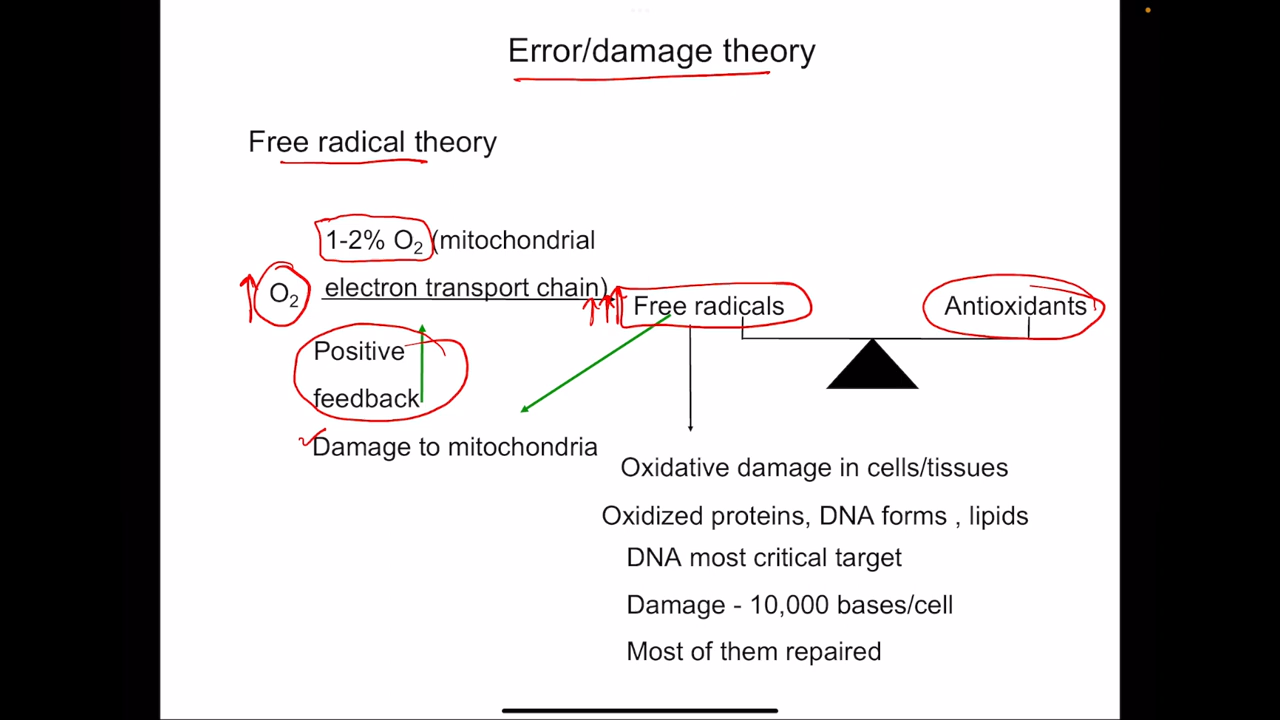 Error/damage theory
Free radical theory
1-2% O₂ (mitochondrial
O₂ electron transport chain) Free radicals Antioxidants
Positive
feedback
Damage to mitochondria
Oxidative damage in cells/tissues
Oxidized proteins, DNA forms , lipids
DNA most critical target
Damage - 10,000 bases/cell
Most of them repaired